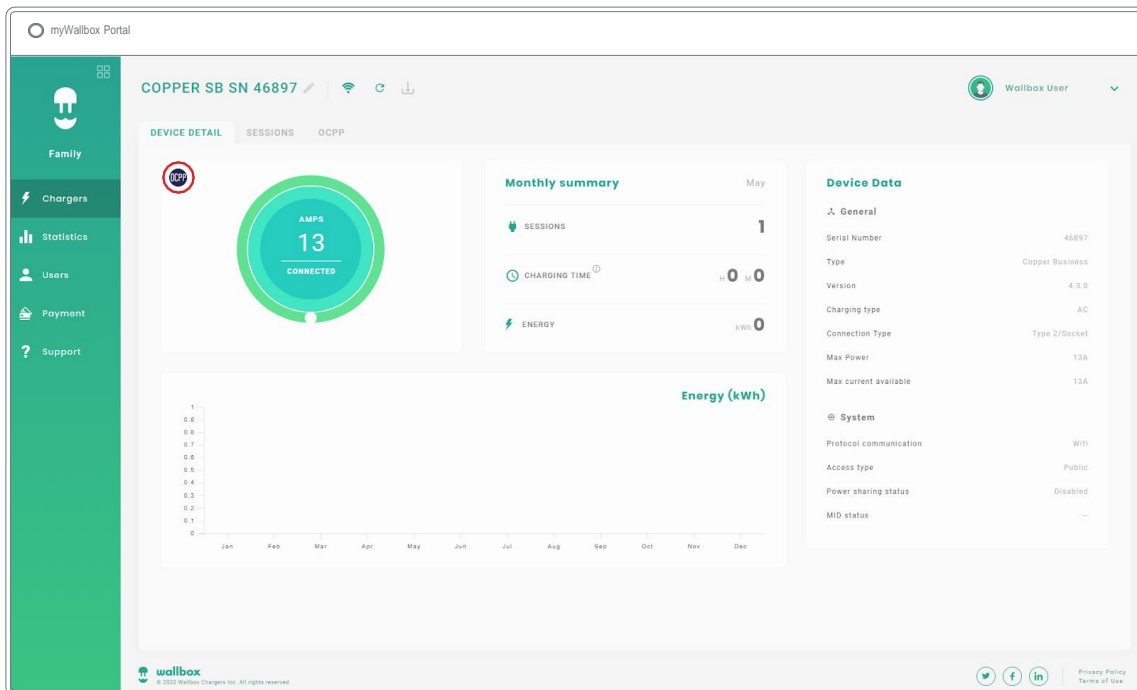 myWallbox Portal
COPPER SB SN 46897
Wallbox User
Family
Chargers
Statistics
Users
Payment
Support
DEVICE DETAIL SESSIONS OCPP
OCPP
AMPS
13
CONNECTED
Monthly summary May
SESSIONS 1
CHARGING TIME H 0 M 0
ENERGY kWh 0
Energy (kWh)
1
0.9
0.8
0.7
0.6
0.5
0.4
0.3
0.2
0.1
0
Jan Feb Mar Apr May Jun Jul Aug Sep Oct Nov Dec
Device Data
General
Serial Number 46897
Type Copper Business
Version 4.3.0
Charging type AC
Connection Type Type 2/Socket
Max Power 13A
Max current available 13A
System
Protocol communication Wifi
Access type Public
Power sharing status Disabled
MID status --
wallbox
© 2020 Wallbox Chargers Inc. All rights reserved
Privacy Policy
Terms of Use